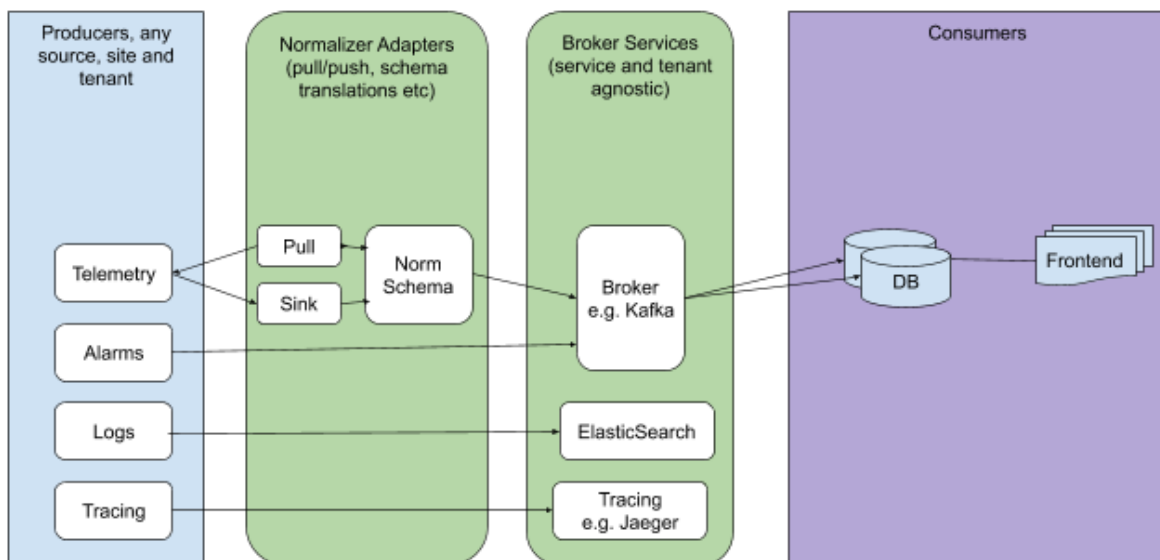 Producers, any
source, site and
tenant
Normalizer Adapters
(pull/push, schema
translations etc)
Broker Services
(service and tenant
agnostic)
Consumers
Telemetry
Pull
Sink
Norm
Schema
Broker
e.g. Kafka
DB
Frontend
Alarms
Logs
ElasticSearch
Tracing
Tracing
e.g. Jaeger